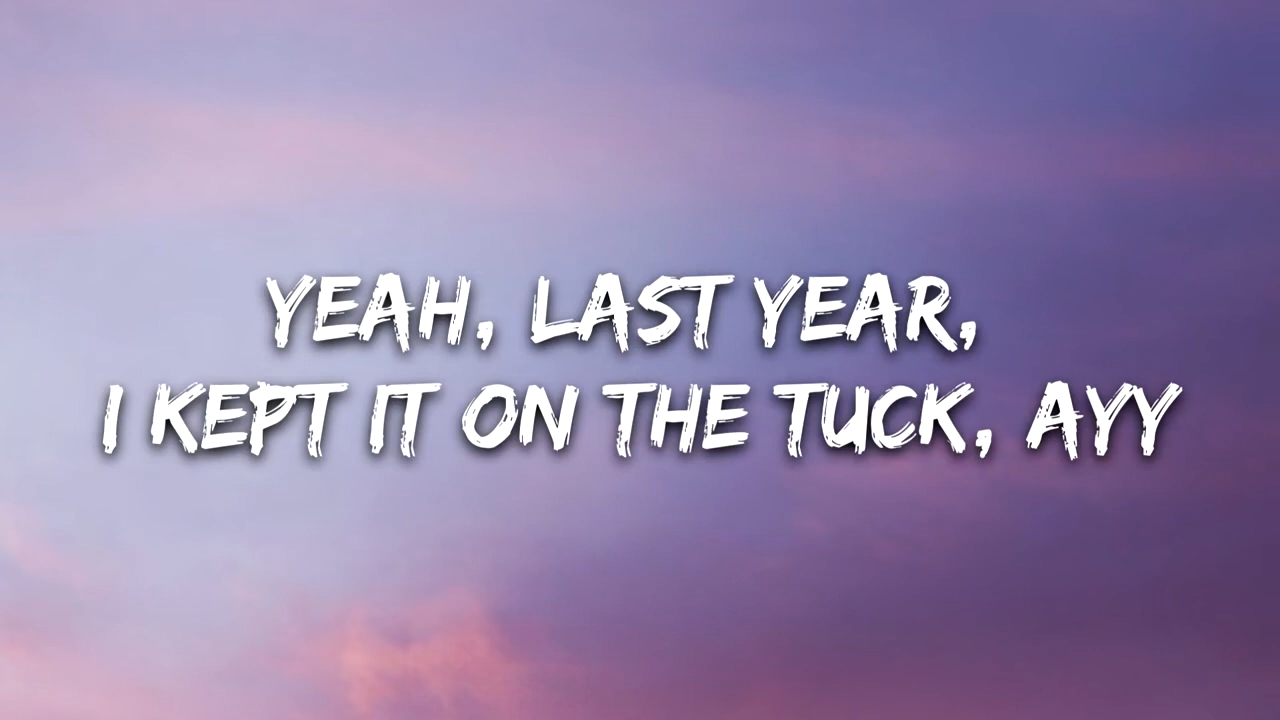 YEAH, LAST YEAR,
I KEPT IT ON THE TUCK, AYY